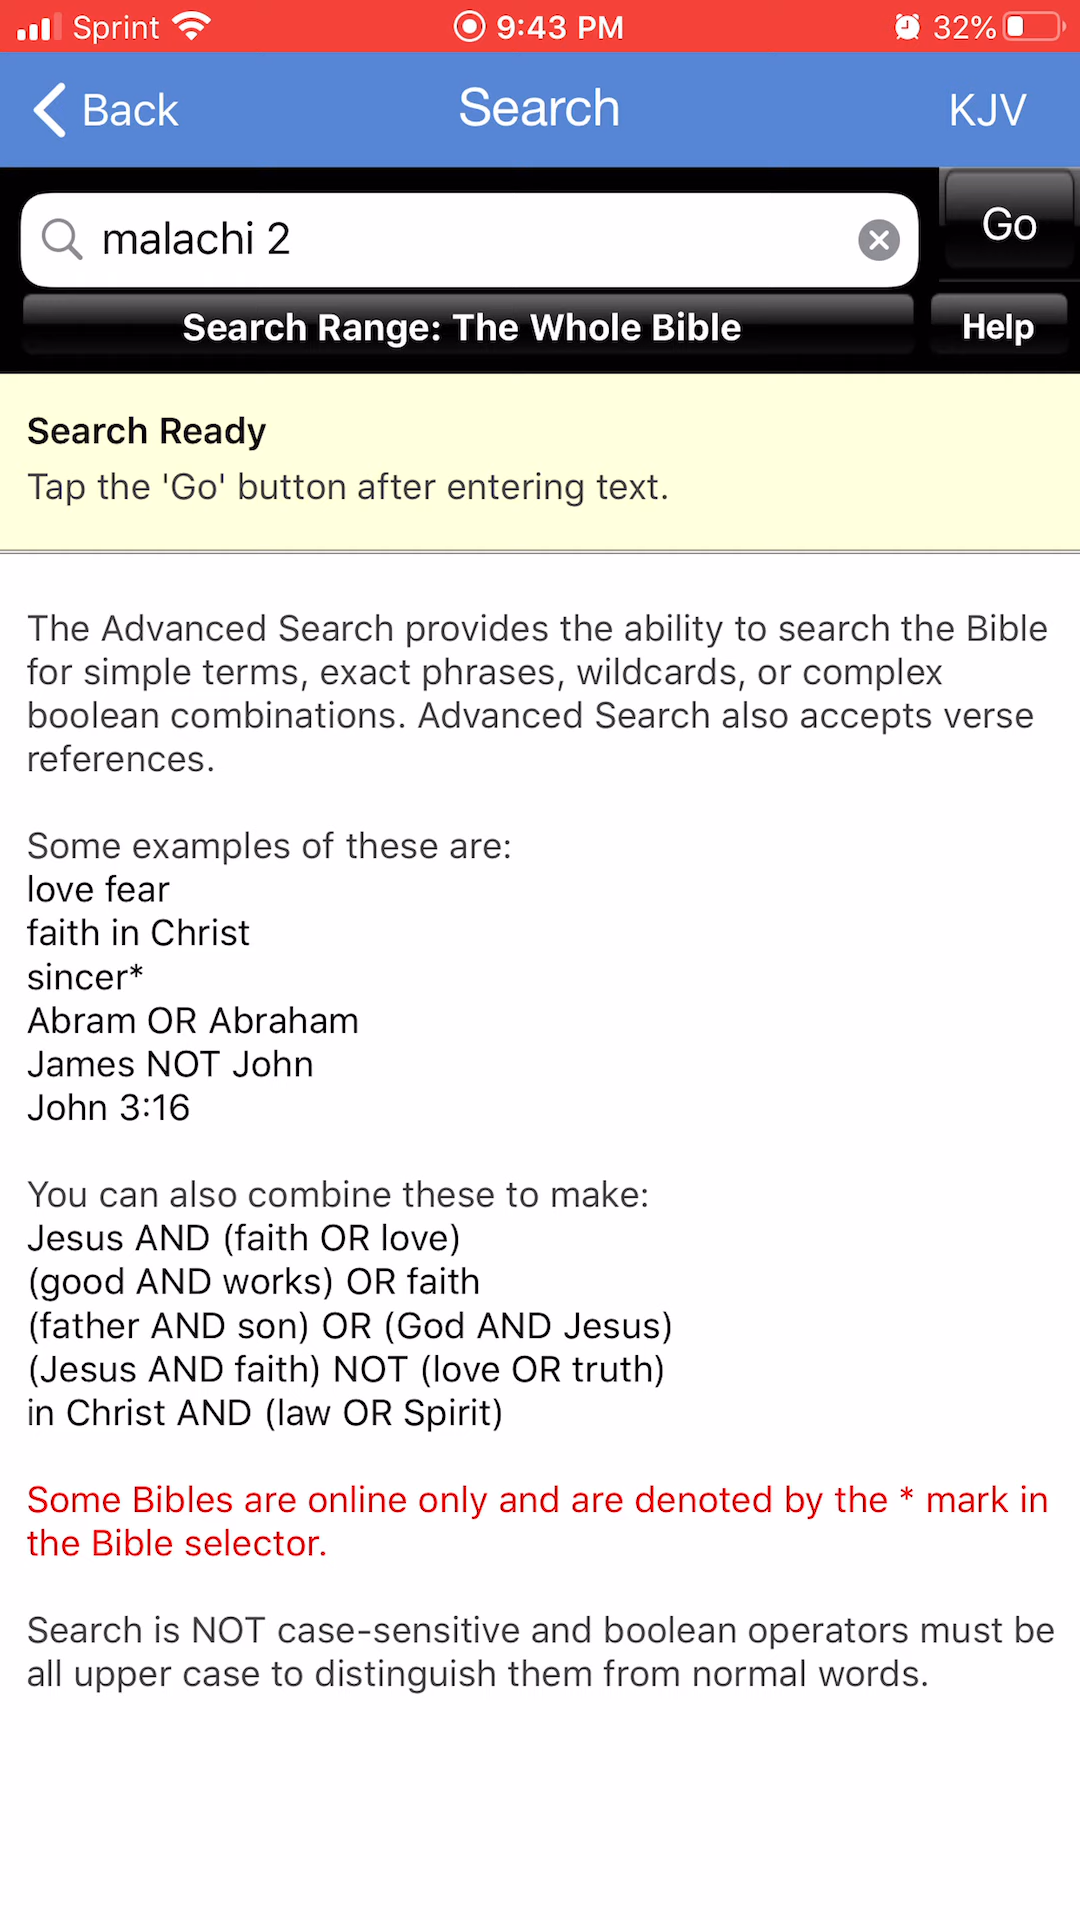 Sprint 9:43 PM 32%
Back Search KJV
malachi 2 Go
Search Range: The Whole Bible Help
Search Ready
Tap the 'Go' button after entering text.
The Advanced Search provides the ability to search the Bible
for simple terms, exact phrases, wildcards, or complex
boolean combinations. Advanced Search also accepts verse
references.
Some examples of these are:
love fear
faith in Christ
sincer*
Abram OR Abraham
James NOT John
John 3:16
You can also combine these to make:
Jesus AND (faith OR love)
(good AND works) OR faith
(father AND son) OR (God AND Jesus)
(Jesus AND faith) NOT (love OR truth)
in Christ AND (law OR Spirit)
Some Bibles are online only and are denoted by the * mark in
the Bible selector.
Search is NOT case-sensitive and boolean operators must be
all upper case to distinguish them from normal words.